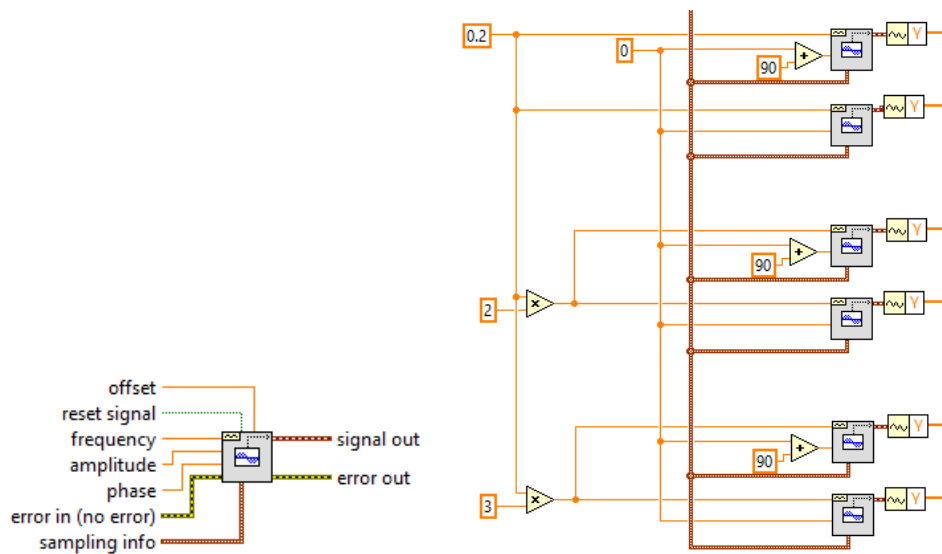 0.2
0
+
90
Y
Y
+
90
Y
2
x
Y
offset
reset signal
frequency
amplitude
phase
error in (no error)
sampling info
signal out
error out
+
90
Y
3
x
Y